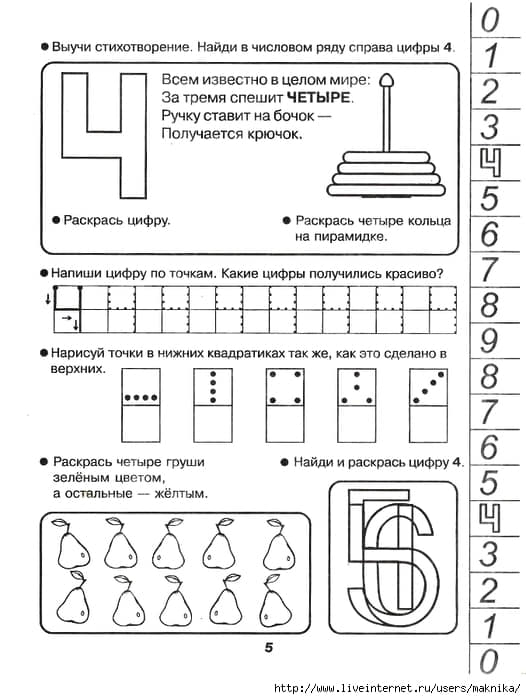 ● Выучи стихотворение. Найди в числовом ряду справа цифры 4.
4
Всем известно в целом мире:
За тремя спешит ЧЕТЫРЕ.
Ручку ставит на бочок —
Получается крючок.
● Раскрась цифру.
● Раскрась четыре кольца
на пирамидке.
● Напиши цифру по точкам. Какие цифры получились красиво?
● Нарисуй точки в нижних квадратиках так же, как это сделано в
верхних.
● Раскрась четыре груши
зелёным цветом,
а остальные — жёлтым.
● Найди и раскрась цифру 4.
5
0
1
2
3
4
5
6
7
8
9
8
7
6
5
4
3
2
1
0
http://www.liveinternet.ru/users/maknika/